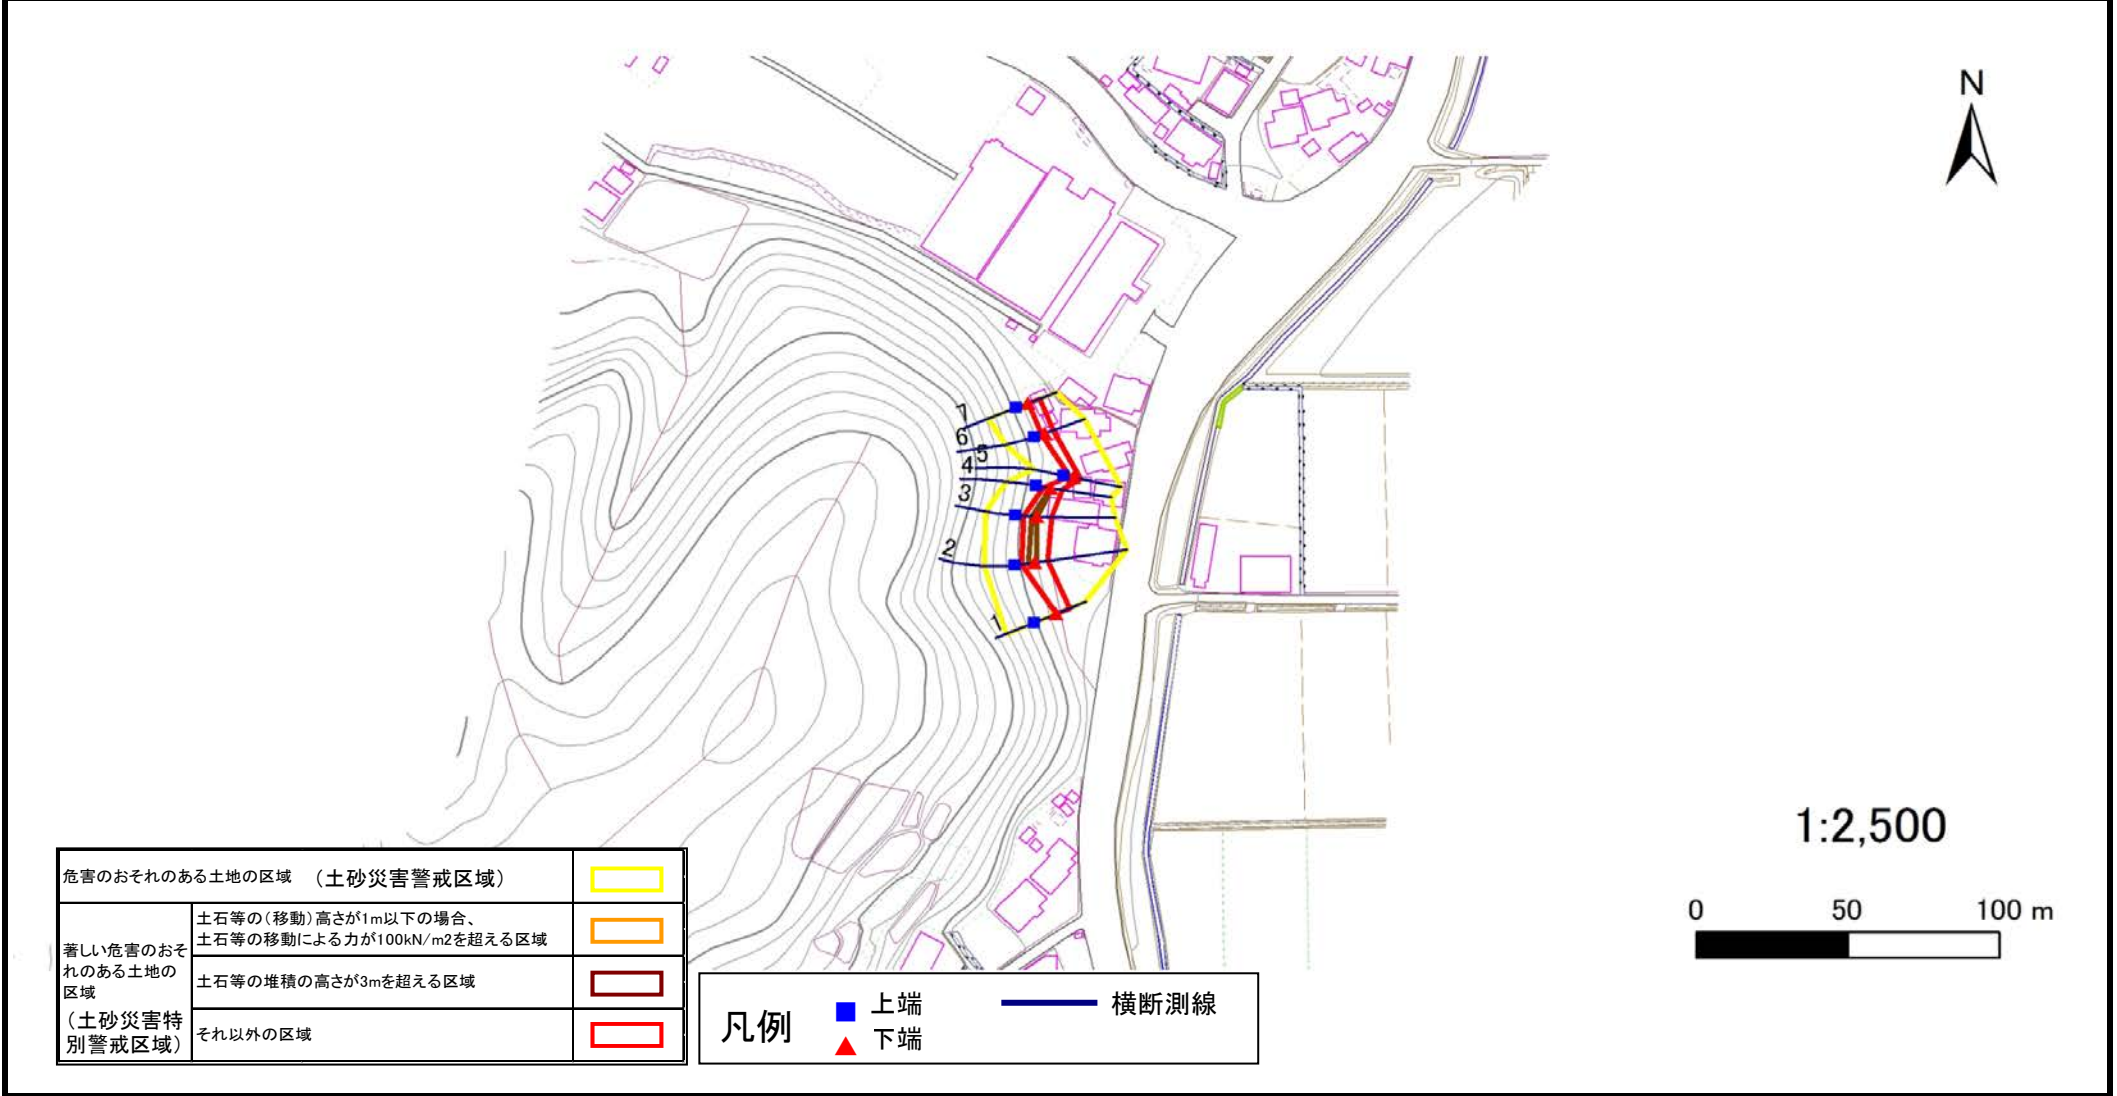 N
7
6
5
4
3
2
1
1:2,500
0 50 100 m
危害のおそれのある土地の区域 （土砂災害警戒区域）
著しい危害のおそ
れのある土地の
区域
（土砂災害特
別警戒区域）
土石等の（移動）高さが1m以下の場合、
土石等の移動による力が100kN/m2を超える区域
土石等の堆積の高さが3mを超える区域
それ以外の区域
凡例
上端
下端
横断測線